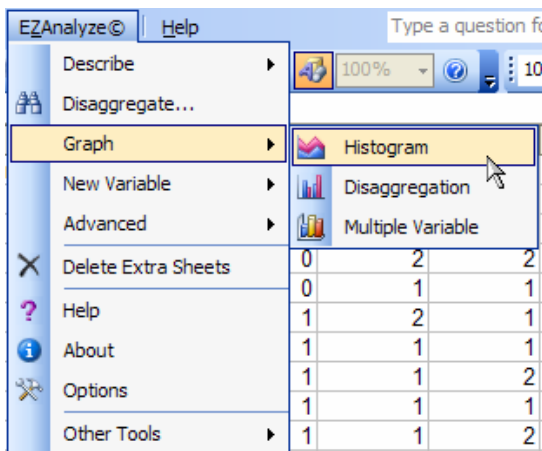 EZAnalyze© Help Type a question fo
Describe 100% 10
Disaggregate...
Graph Histogram
New Variable Disaggregation
Advanced Multiple Variable
Delete Extra Sheets 0 2 2
0 1 1
Help 1 2 1
About 1 1 1
1 1 2
Options 1 1 1
Other Tools 1 1 2